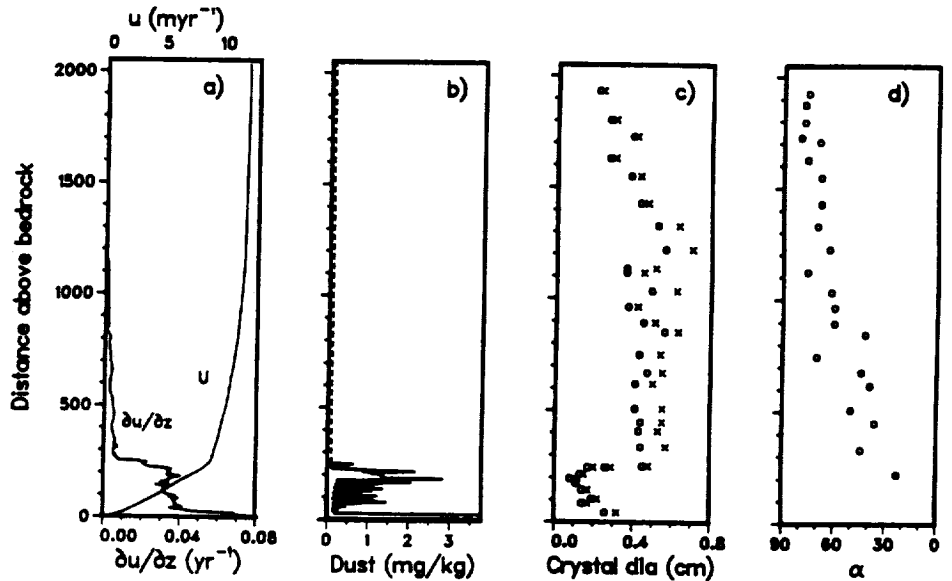 u (myr⁻¹)
0 5 10
a) b) c) d)
2000
1500
1000
500
0
Distance above bedrock
u
∂u/∂z
0.00 0.04 0.08
∂u/∂z (yr⁻¹)
0 1 2 3
Dust (mg/kg)
0.0 0.4 0.8
Crystal dia (cm)
90 60 30 0
α